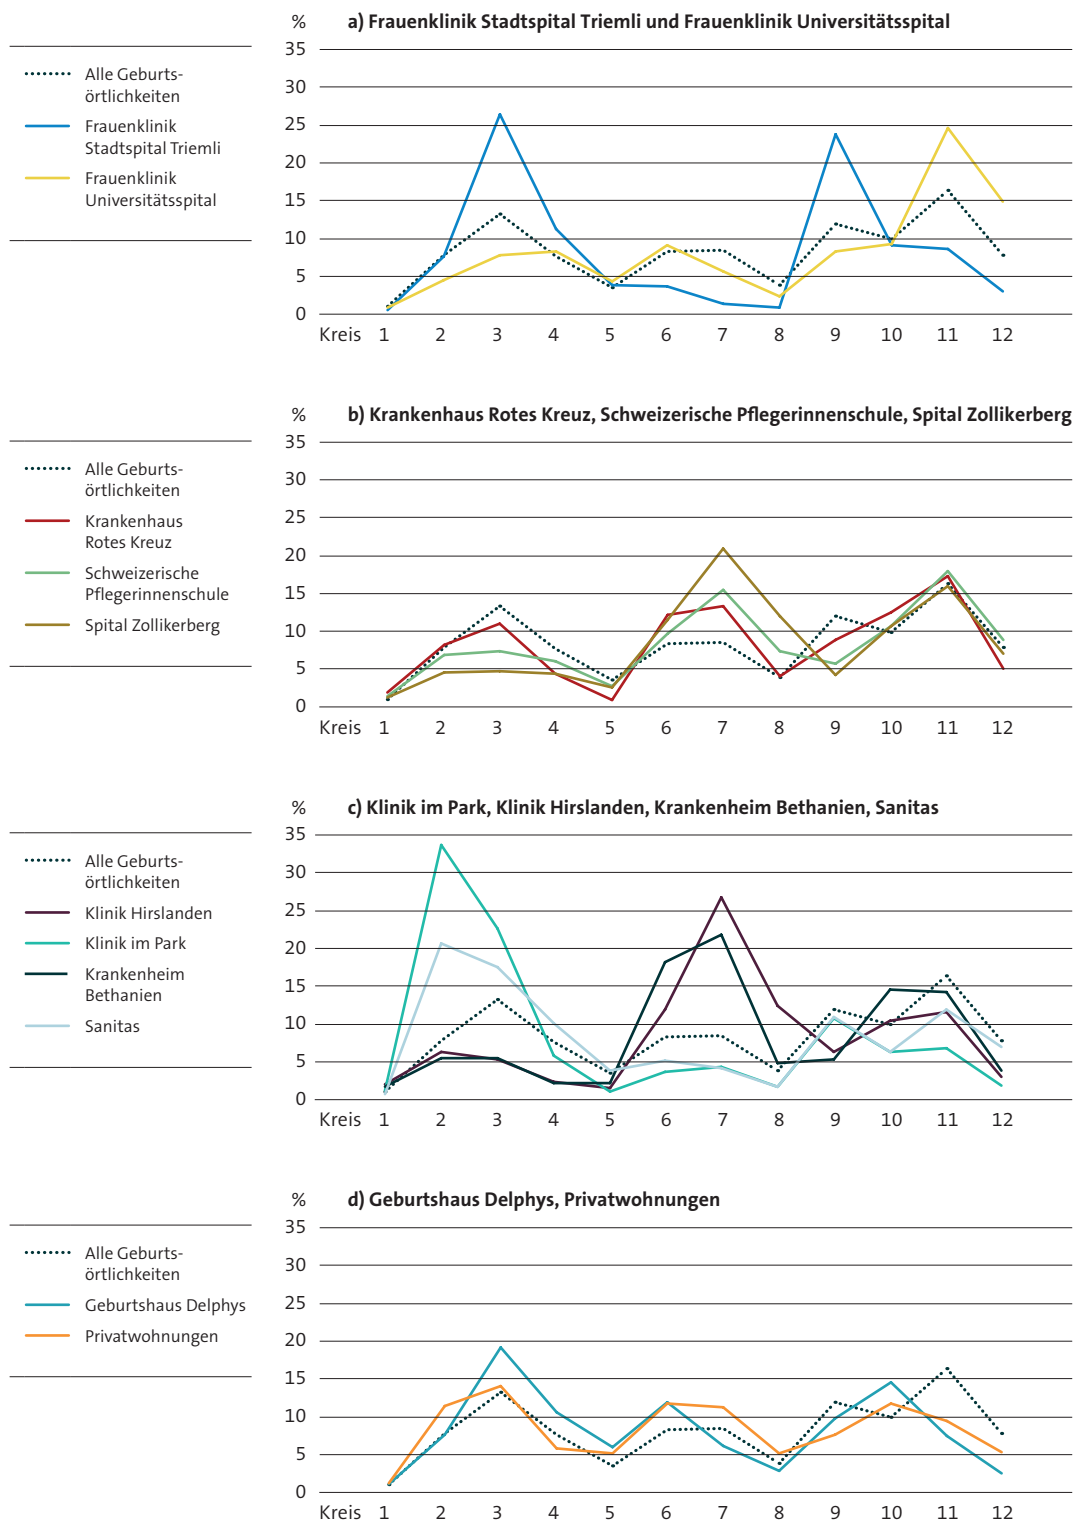 % a) Frauenklinik Stadtspital Triemli und Frauenklinik Universitätsspital
Alle Geburts-
örtlichkeiten
Frauenklinik
Stadtspital Triemli
Frauenklinik
Universitätsspital
35
30
25
20
15
10
5
0
Kreis 1 2 3 4 5 6 7 8 9 10 11 12
% b) Krankenhaus Rotes Kreuz, Schweizerische Pflegerinnenschule, Spital Zollikerberg
Alle Geburts-
örtlichkeiten
Krankenhaus
Rotes Kreuz
Schweizerische
Pflegerinnenschule
Spital Zollikerberg
35
30
25
20
15
10
5
0
Kreis 1 2 3 4 5 6 7 8 9 10 11 12
% c) Klinik im Park, Klinik Hirslanden, Krankenheim Bethanien, Sanitas
Alle Geburts-
örtlichkeiten
Klinik Hirslanden
Klinik im Park
Krankenheim
Bethanien
Sanitas
35
30
25
20
15
10
5
0
Kreis 1 2 3 4 5 6 7 8 9 10 11 12
% d) Geburtshaus Delphys, Privatwohnungen
Alle Geburts-
örtlichkeiten
Geburtshaus Delphys
Privatwohnungen
35
30
25
20
15
10
5
0
Kreis 1 2 3 4 5 6 7 8 9 10 11 12